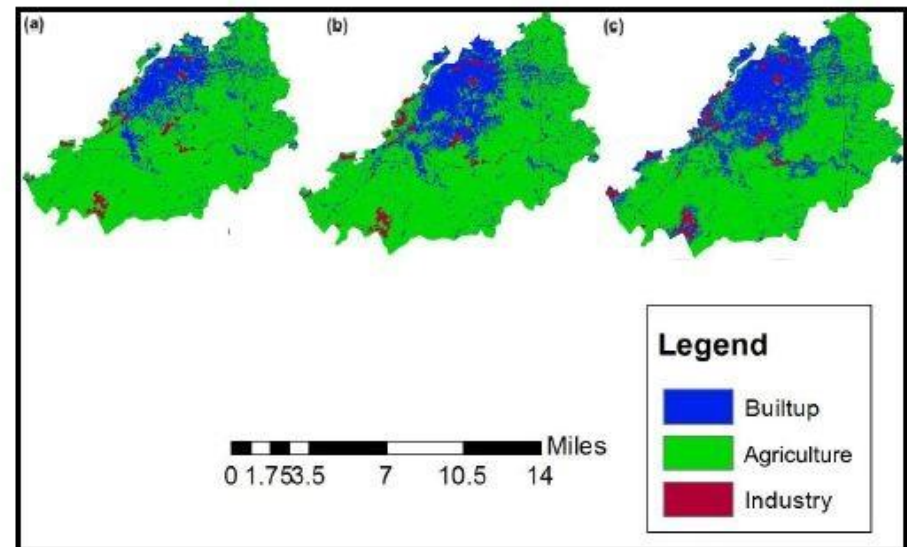 (a)
(b)
(c)
Legend
Builtup
Agriculture
Industry
Miles
0 1.753.5 7 10.5 14